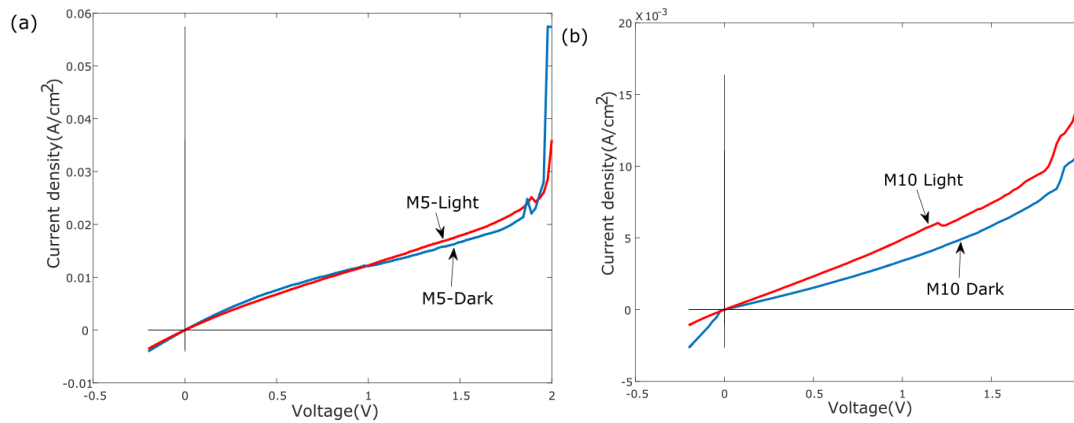 (a)
0.06
0.05
0.04
0.03
0.02
0.01
0
-0.01
-0.5
0
0.5
1
1.5
2
Current density(A/cm²)
Voltage(V)
M5-Light
M5-Dark
(b)
×10⁻³
20
15
10
5
0
-5
-0.5
0
0.5
1
1.5
Current density(A/cm²)
Voltage(V)
M10 Light
M10 Dark